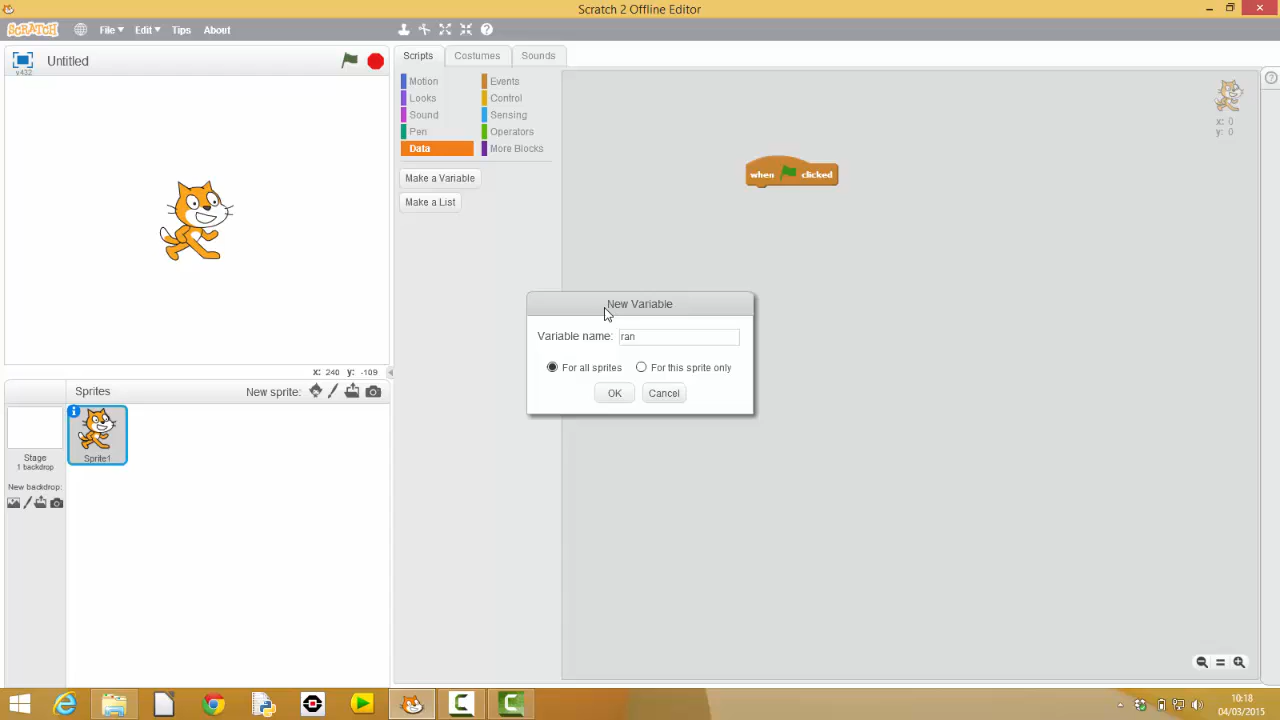 Scratch 2 Offline Editor
SCRATCH File Edit Tips About
v432 Untitled
Scripts Costumes Sounds
Motion Events
Looks Control
Sound Sensing
Pen Operators
Data More Blocks
Make a Variable
Make a List
when clicked
x: 0
y: 0
New Variable
Variable name: ran
For all sprites For this sprite only
OK Cancel
x: 240 y: -109
Sprites New sprite:
Stage
1 backdrop
Sprite1
New backdrop:
10:18
04/03/2015